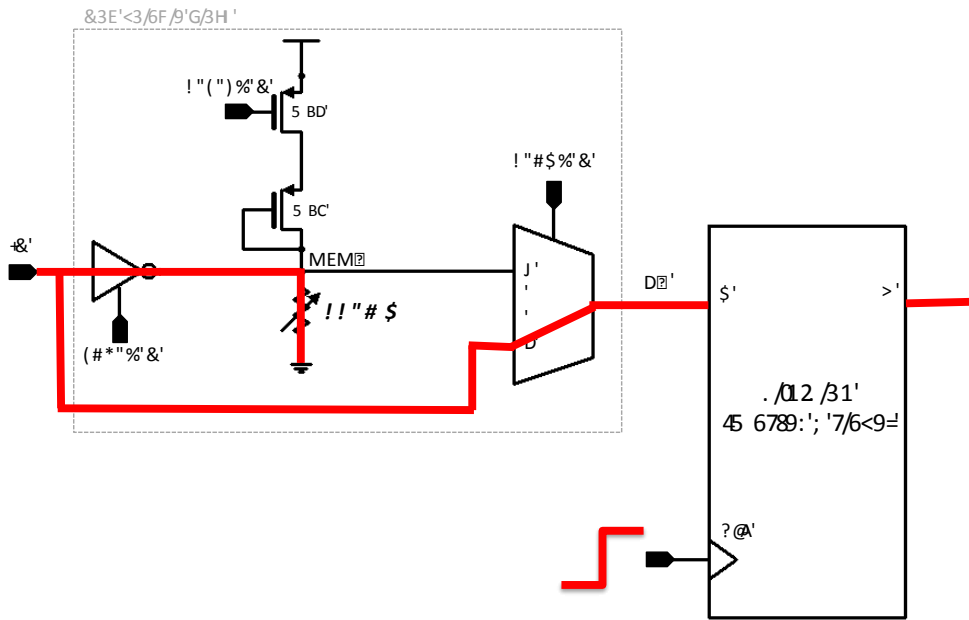 &3E'<3/6F/9'G/3H '
!"(")%'&'
5 BD'
!"#$%'&'
5 BC'
+&'
MEM⍰
J'
'
'
D
D⍰ '
$'
>'
!!"# $
(#*"%'&'
. /012 /31'
45 6789:'; '7/6<9='
?@A'